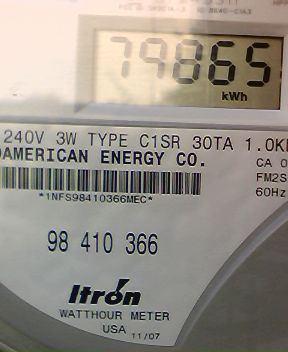 79865
kWh
240V 3W TYPE C1SR 30TA 1.0K
AMERICAN ENERGY CO.
CA 0
FM2S
60Hz
*1NFS98410366MEC*
98 410 366
Itron
WATTHOUR METER
USA 11/07